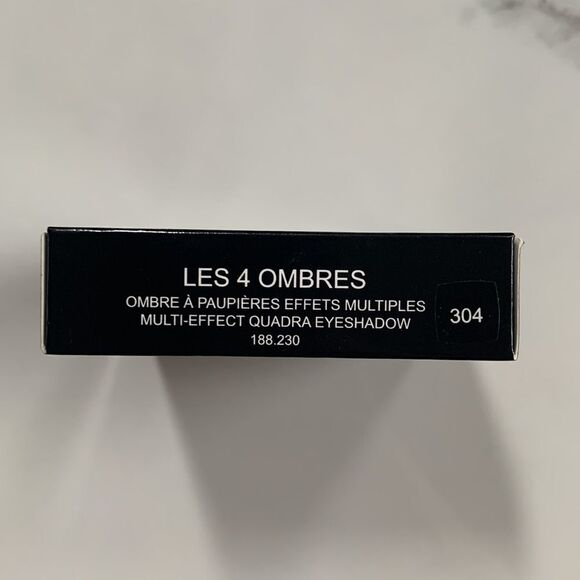 LES 4 OMBRES
OMBRE À PAUPIÈRES EFFETS MULTIPLES
MULTI-EFFECT QUADRA EYESHADOW
188.230
304